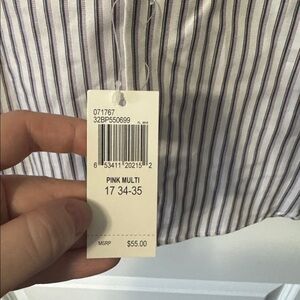 071767
32BP550699
6 53411 20215 2
PINK MULTI
17 34-35
MSRP $55.00